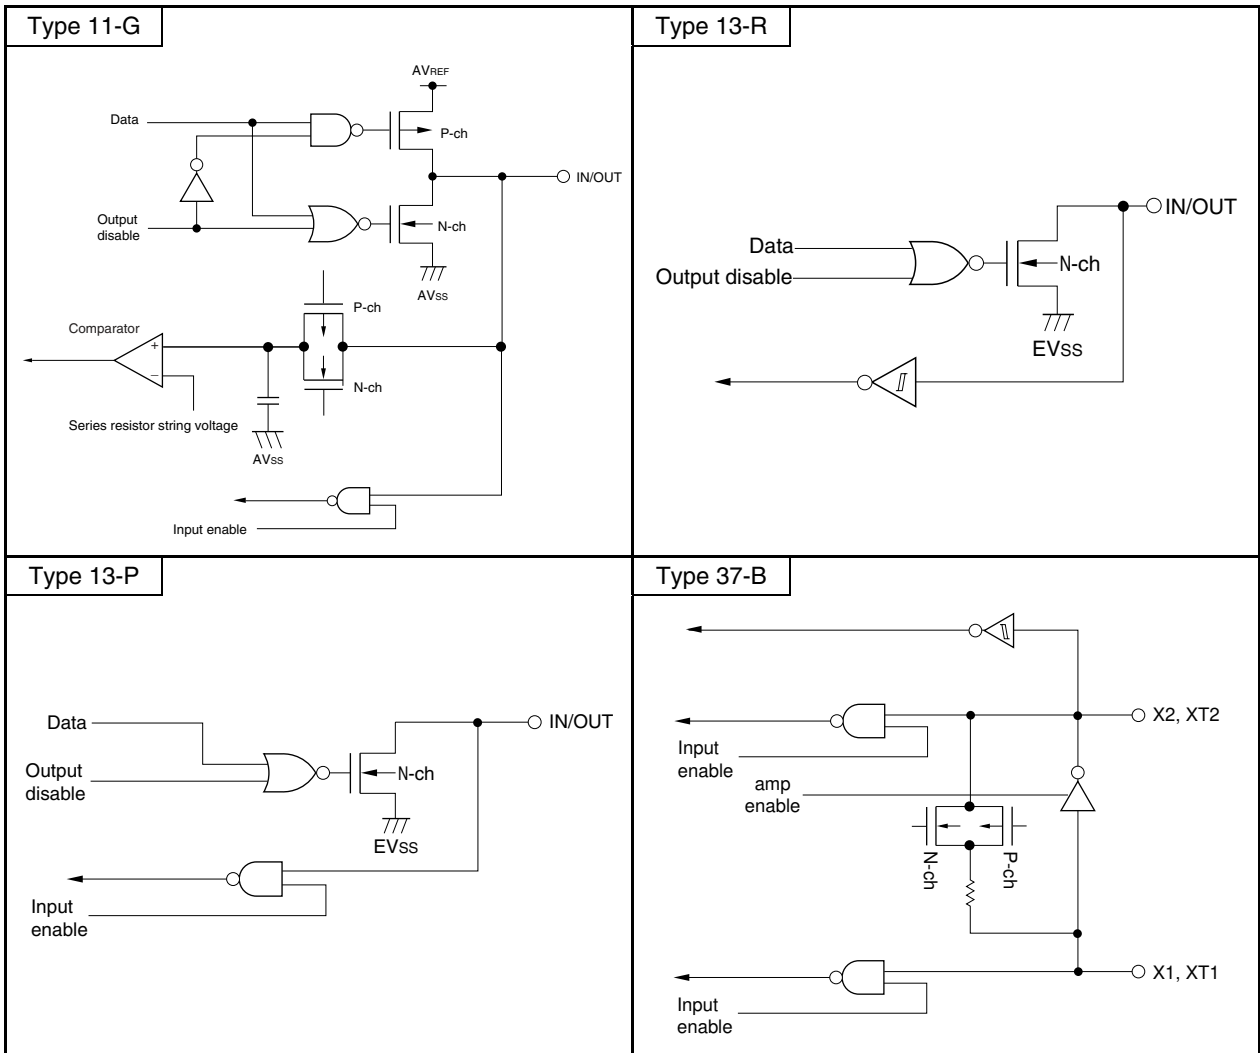 Type 11-G
AVREF
Data
P-ch
IN/OUT
Output
disable
N-ch
AVSS
P-ch
Comparator
+
−
N-ch
Series resistor string voltage
AVSS
Input enable
Type 13-R
IN/OUT
Data
Output disable
N-ch
EVSS
Type 13-P
Data
IN/OUT
Output
disable
N-ch
EVSS
Input
enable
Type 37-B
X2, XT2
Input
enable
amp
enable
N-ch
P-ch
X1, XT1
Input
enable